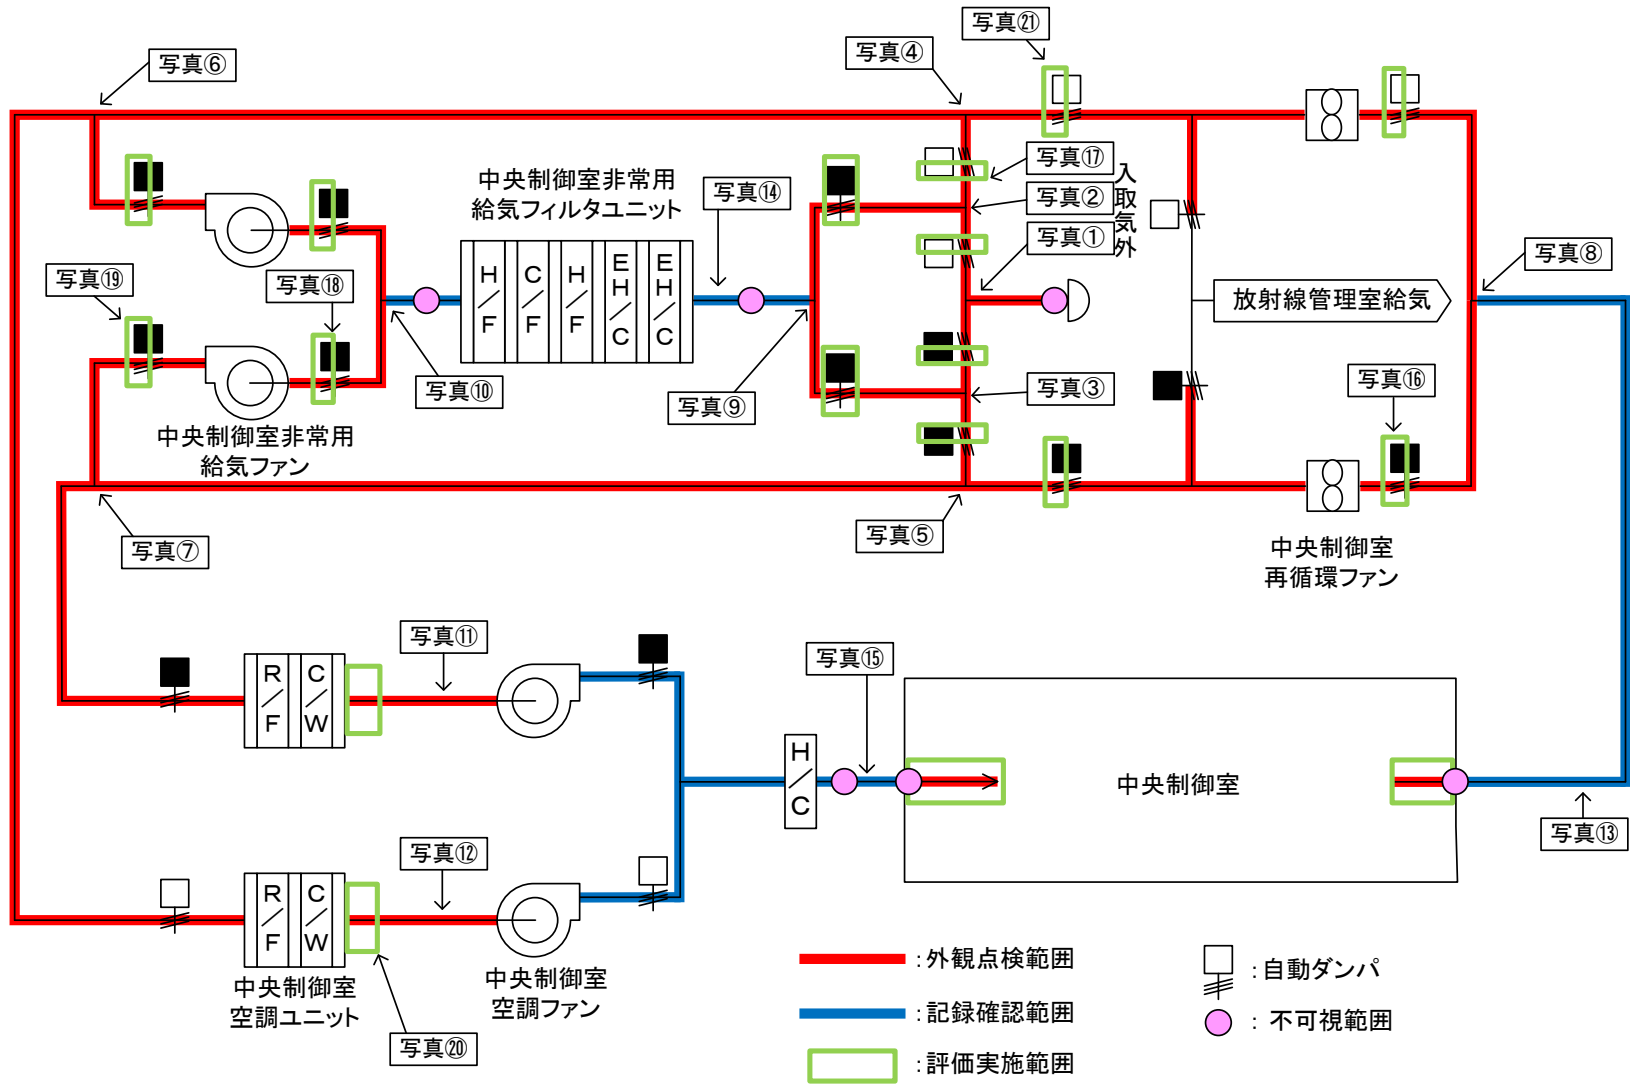 写真㉑
写真⑥
写真④
写真⑰
入取気外
中央制御室非常用
給気フィルタユニット
写真⑭
写真②
写真①
写真⑧
写真⑲
写真⑱
H/F
C/F
H/F
EH/C
EH/C
放射線管理室給気
写真⑩
写真⑨
写真③
写真⑯
中央制御室非常用
給気ファン
写真⑦
写真⑤
中央制御室
再循環ファン
写真⑪
写真⑮
R/F
C/W
H/C
中央制御室
写真⑬
写真⑫
R/F
C/W
中央制御室
空調ユニット
中央制御室
空調ファン
写真⑳
:外観点検範囲
:記録確認範囲
:評価実施範囲
:自動ダンパ
: 不可視範囲